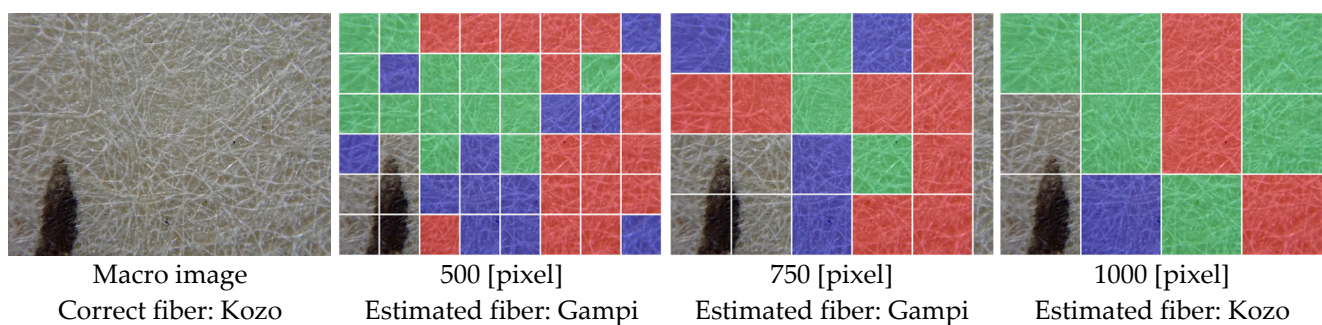 Macro image
Correct fiber: Kozo
500 [pixel]
Estimated fiber: Gampi
750 [pixel]
Estimated fiber: Gampi
1000 [pixel]
Estimated fiber: Kozo